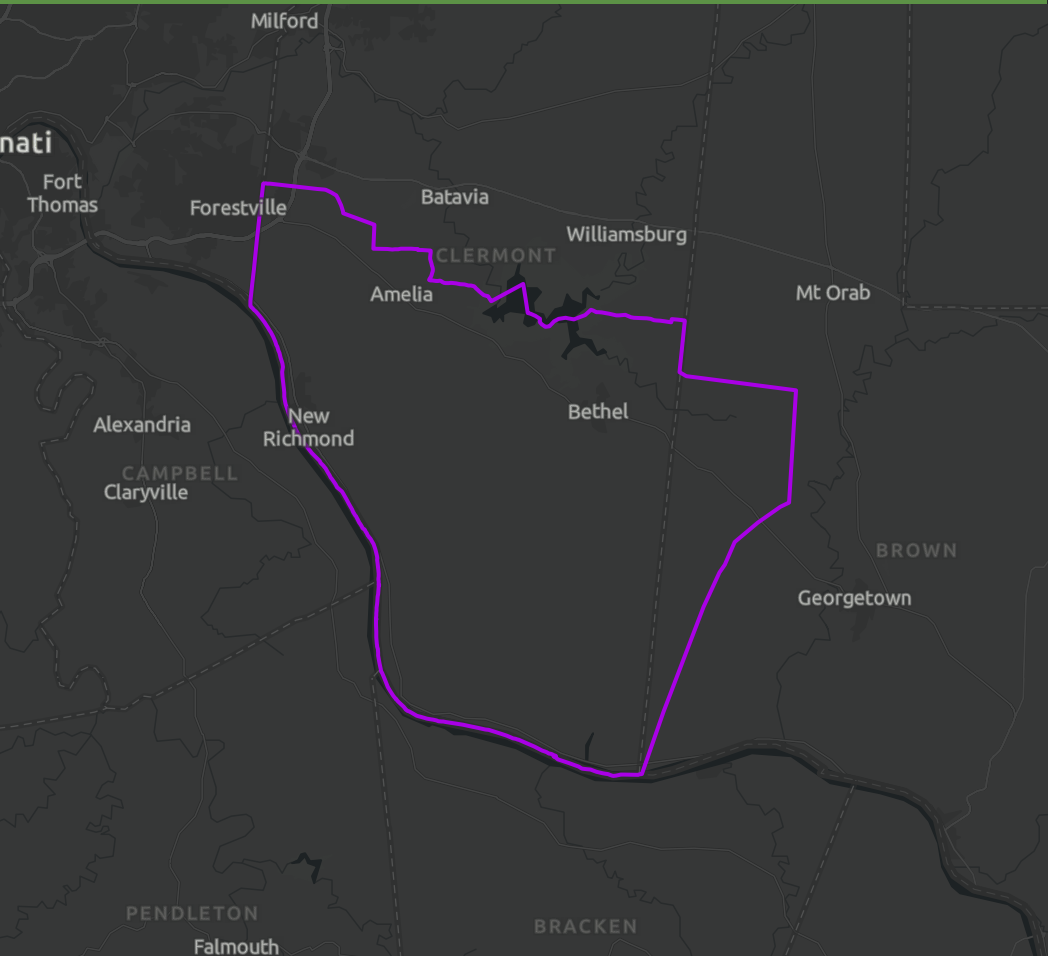 Milford
nati
Fort
Thomas
Forestville
Batavia
Williamsburg
CLERMONT
Amelia
Mt Orab
New
Richmond
Bethel
Alexandria
CAMPBELL
Claryville
BROWN
Georgetown
PENDLETON
BRACKEN
Falmouth